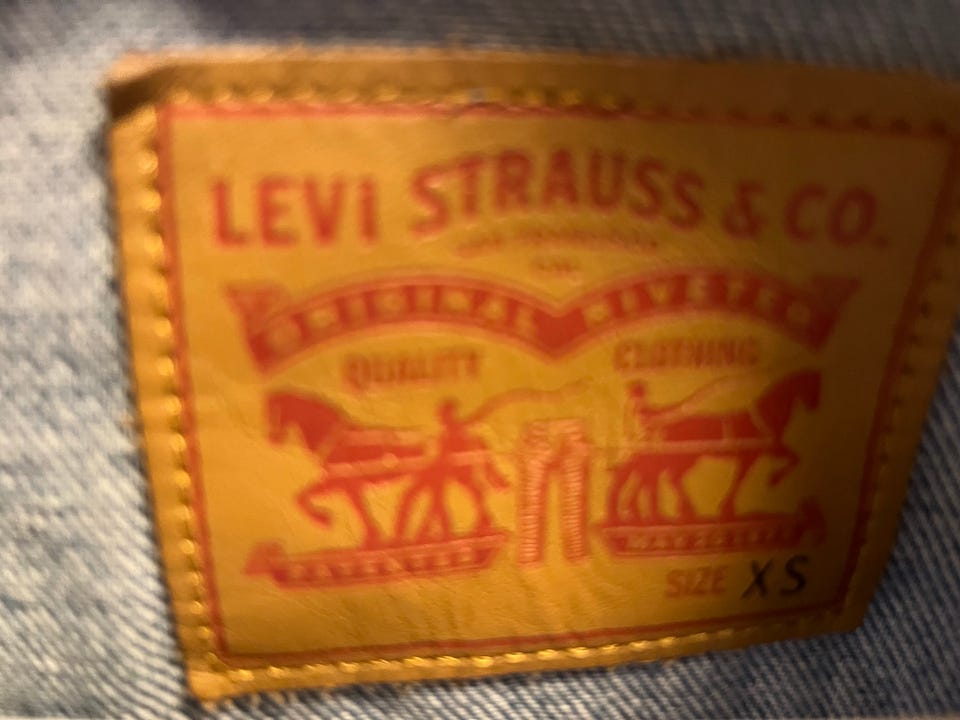 LEVI STRAUSS & CO.
ORIGINAL RIVETED
QUALITY CLOTHING
SIZE XS